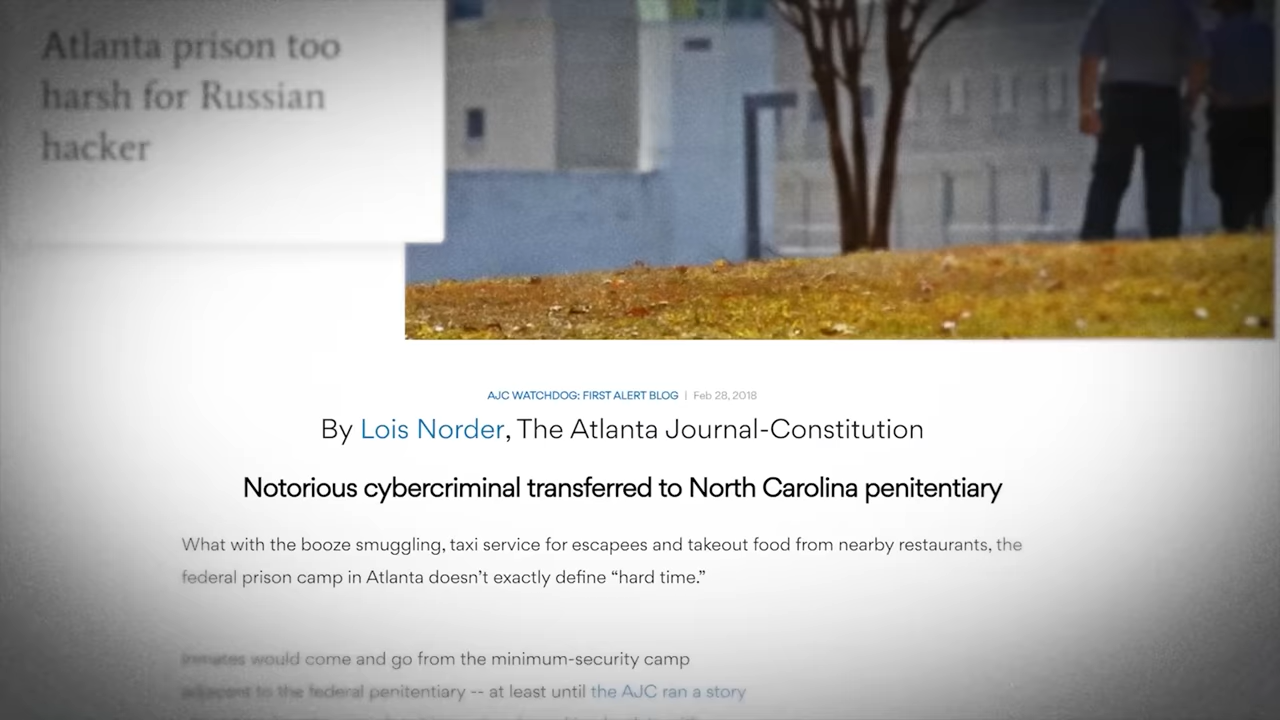 Atlanta prison too
harsh for Russian
hacker
AJC WATCHDOG: FIRST ALERT BLOG | Feb 28, 2018
By Lois Norder, The Atlanta Journal-Constitution
Notorious cybercriminal transferred to North Carolina penitentiary
What with the booze smuggling, taxi service for escapees and takeout food from nearby restaurants, the
federal prison camp in Atlanta doesn't exactly define “hard time.”
Inmates would come and go from the minimum-security camp
adjacent to the federal penitentiary -- at least until the AJC ran a story